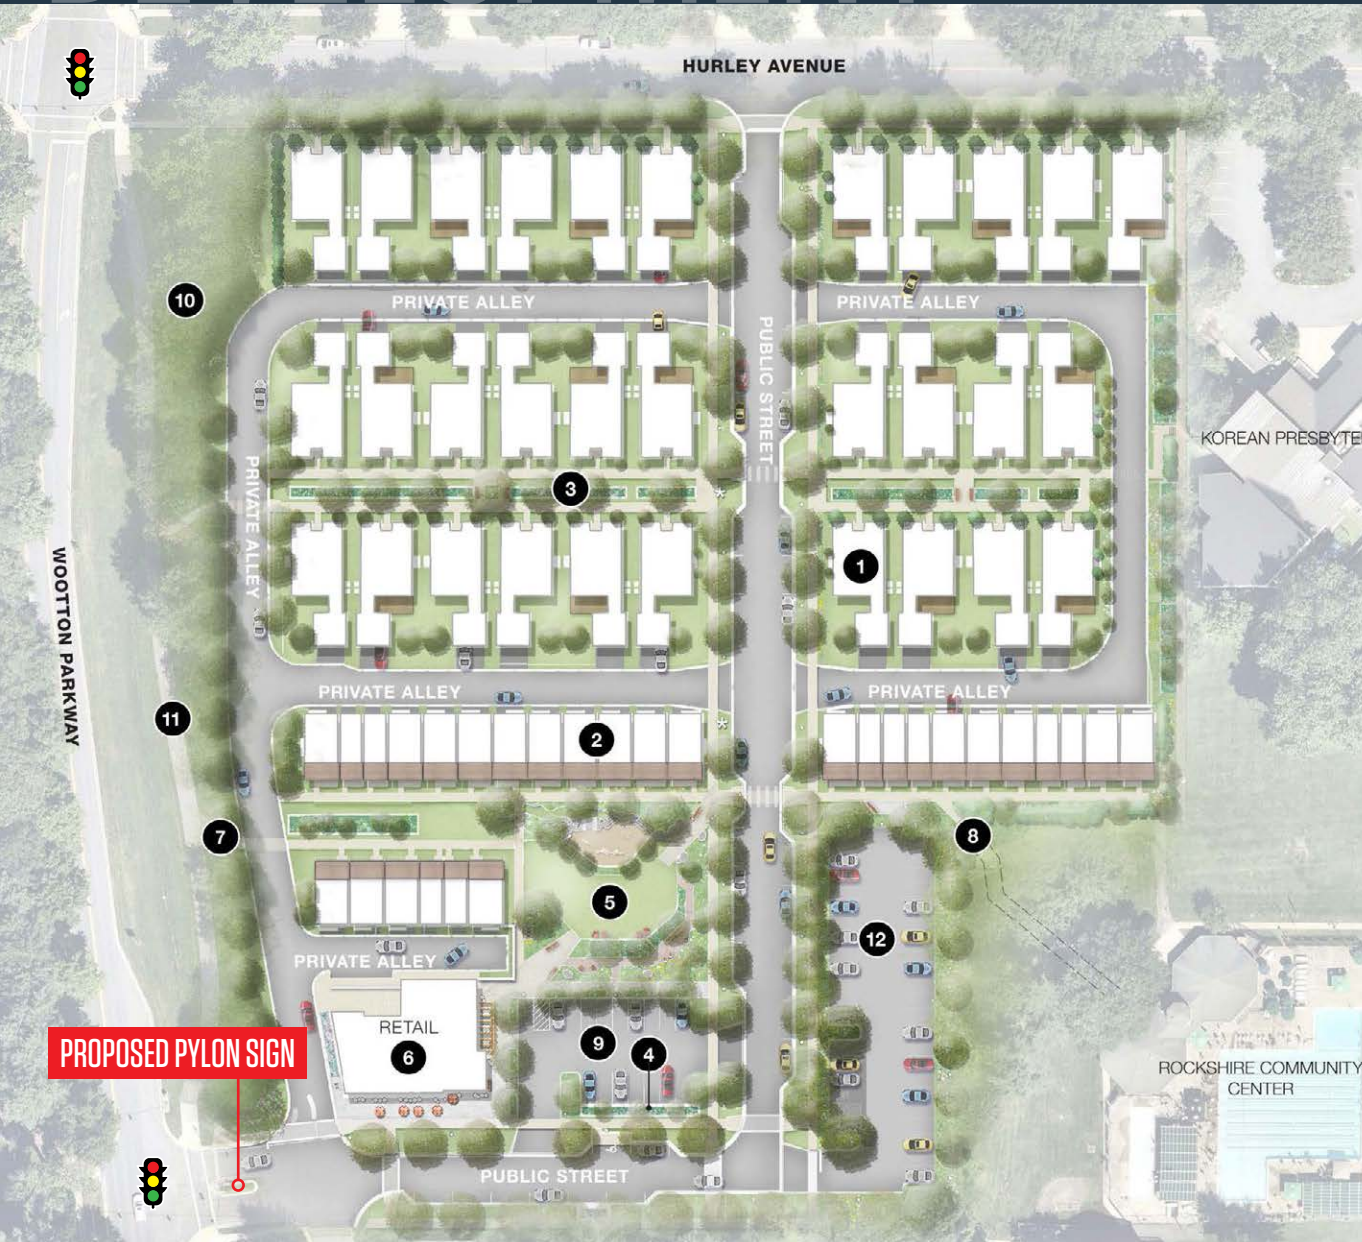 HURLEY AVENUE
10
PRIVATE ALLEY
PRIVATE ALLEY
PUBLIC STREET
KOREAN PRESBYTE
PRIVATE ALLEY
3
WOOTTON PARKWAY
1
PRIVATE ALLEY
PRIVATE ALLEY
11
2
7
8
5
12
PRIVATE ALLEY
RETAIL
6
9
4
PROPOSED PYLON SIGN
ROCKSHIRE COMMUNITY
CENTER
PUBLIC STREET